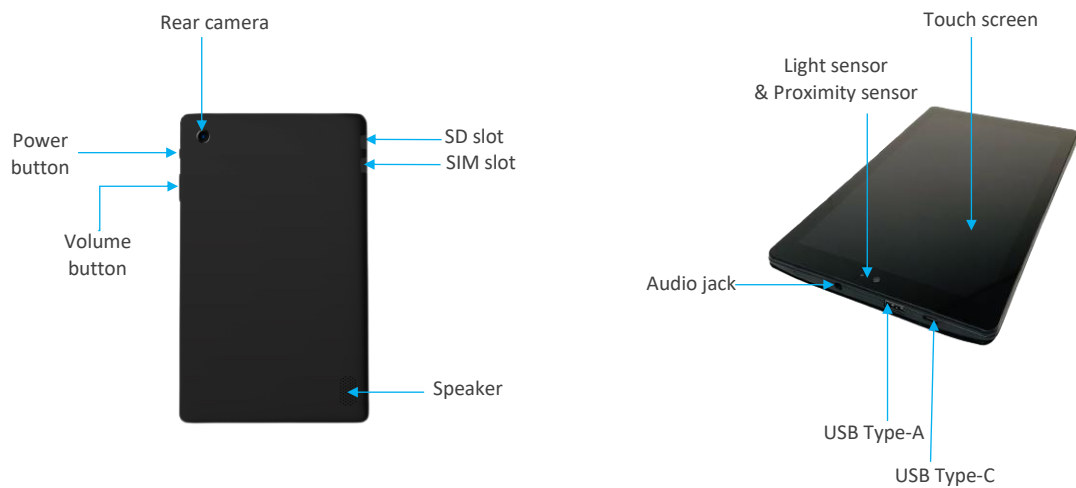 Rear camera
Power
button
Volume
button
SD slot
SIM slot
Speaker
Touch screen
Light sensor
& Proximity sensor
Audio jack
USB Type-A
USB Type-C